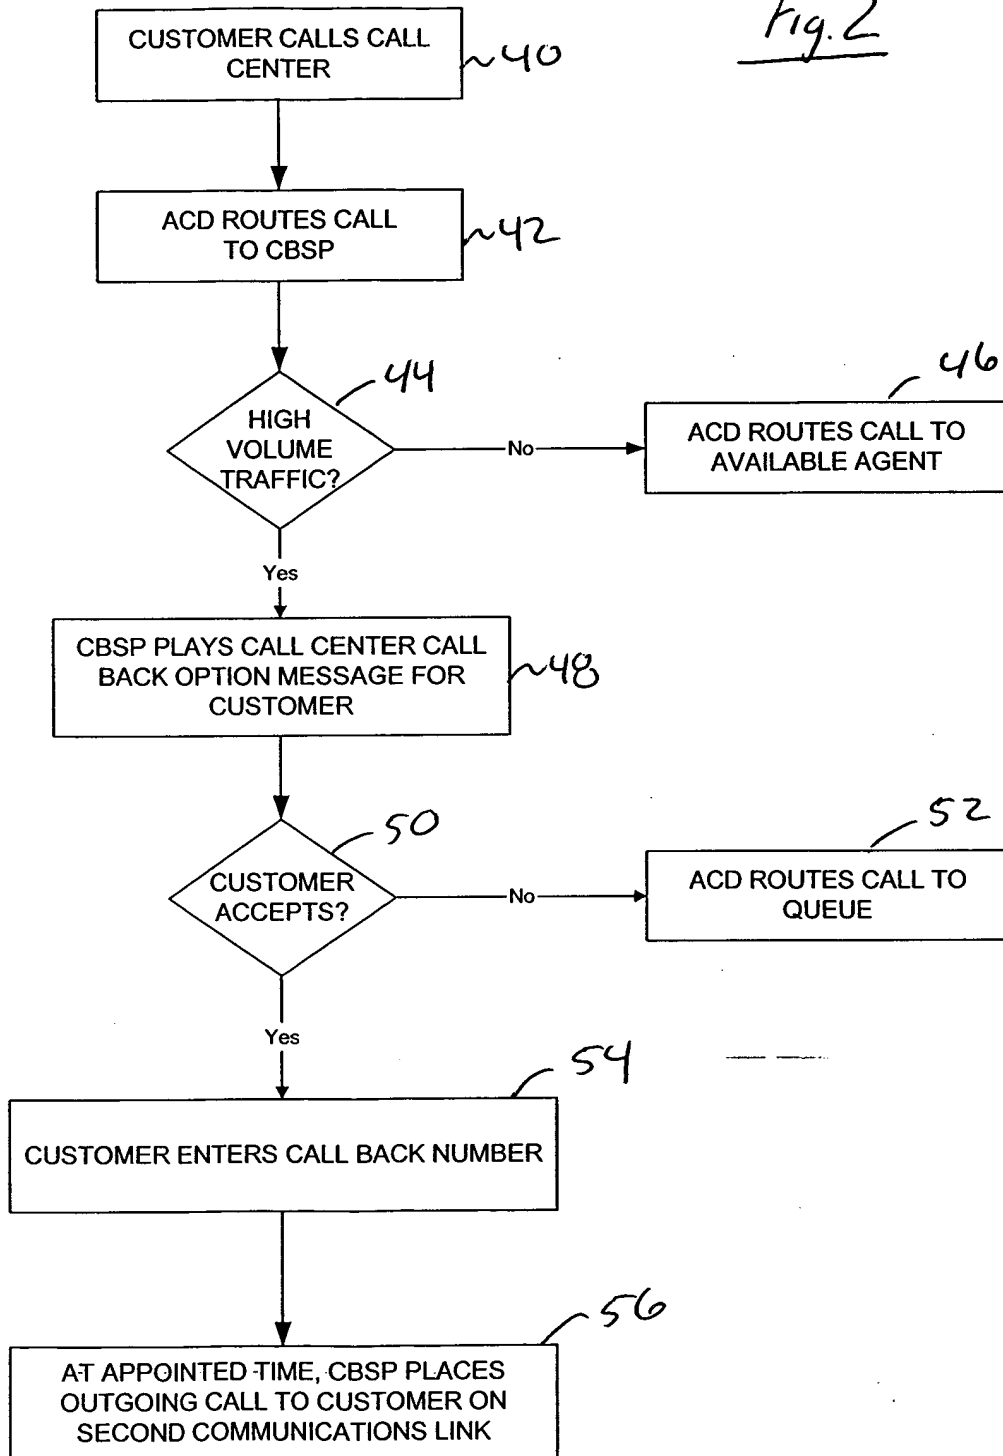 Fig. 2
CUSTOMER CALLS CALL
CENTER
40
ACD ROUTES CALL
TO CBSP
42
44
HIGH
VOLUME
TRAFFIC?
No
46
ACD ROUTES CALL TO
AVAILABLE AGENT
Yes
CBSP PLAYS CALL CENTER CALL
BACK OPTION MESSAGE FOR
CUSTOMER
48
50
CUSTOMER
ACCEPTS?
No
52
ACD ROUTES CALL TO
QUEUE
Yes
54
CUSTOMER ENTERS CALL BACK NUMBER
56
AT APPOINTED TIME, CBSP PLACES
OUTGOING CALL TO CUSTOMER ON
SECOND COMMUNICATIONS LINK